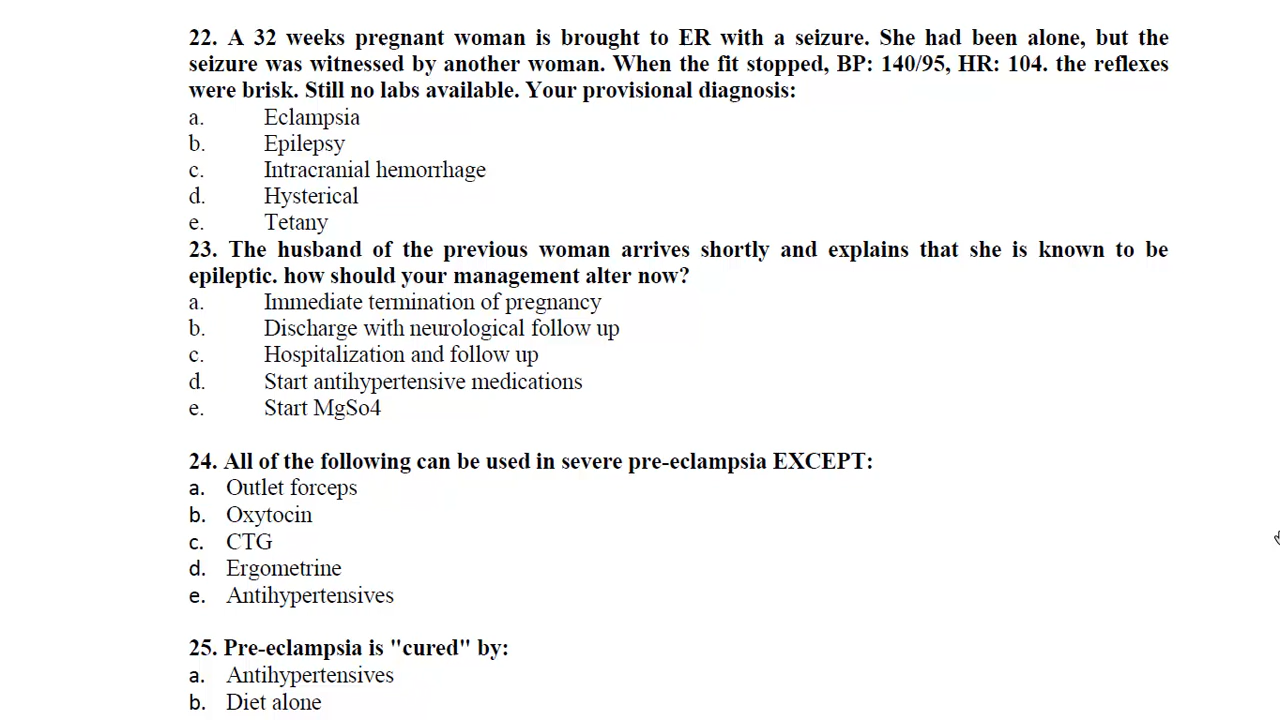 22. A 32 weeks pregnant woman is brought to ER with a seizure. She had been alone, but the
seizure was witnessed by another woman. When the fit stopped, BP: 140/95, HR: 104. the reflexes
were brisk. Still no labs available. Your provisional diagnosis:
a. Eclampsia
b. Epilepsy
c. Intracranial hemorrhage
d. Hysterical
e. Tetany
23. The husband of the previous woman arrives shortly and explains that she is known to be
epileptic. how should your management alter now?
a. Immediate termination of pregnancy
b. Discharge with neurological follow up
c. Hospitalization and follow up
d. Start antihypertensive medications
e. Start MgSo4
24. All of the following can be used in severe pre-eclampsia EXCEPT:
a. Outlet forceps
b. Oxytocin
c. CTG
d. Ergometrine
e. Antihypertensives
25. Pre-eclampsia is "cured" by:
a. Antihypertensives
b. Diet alone